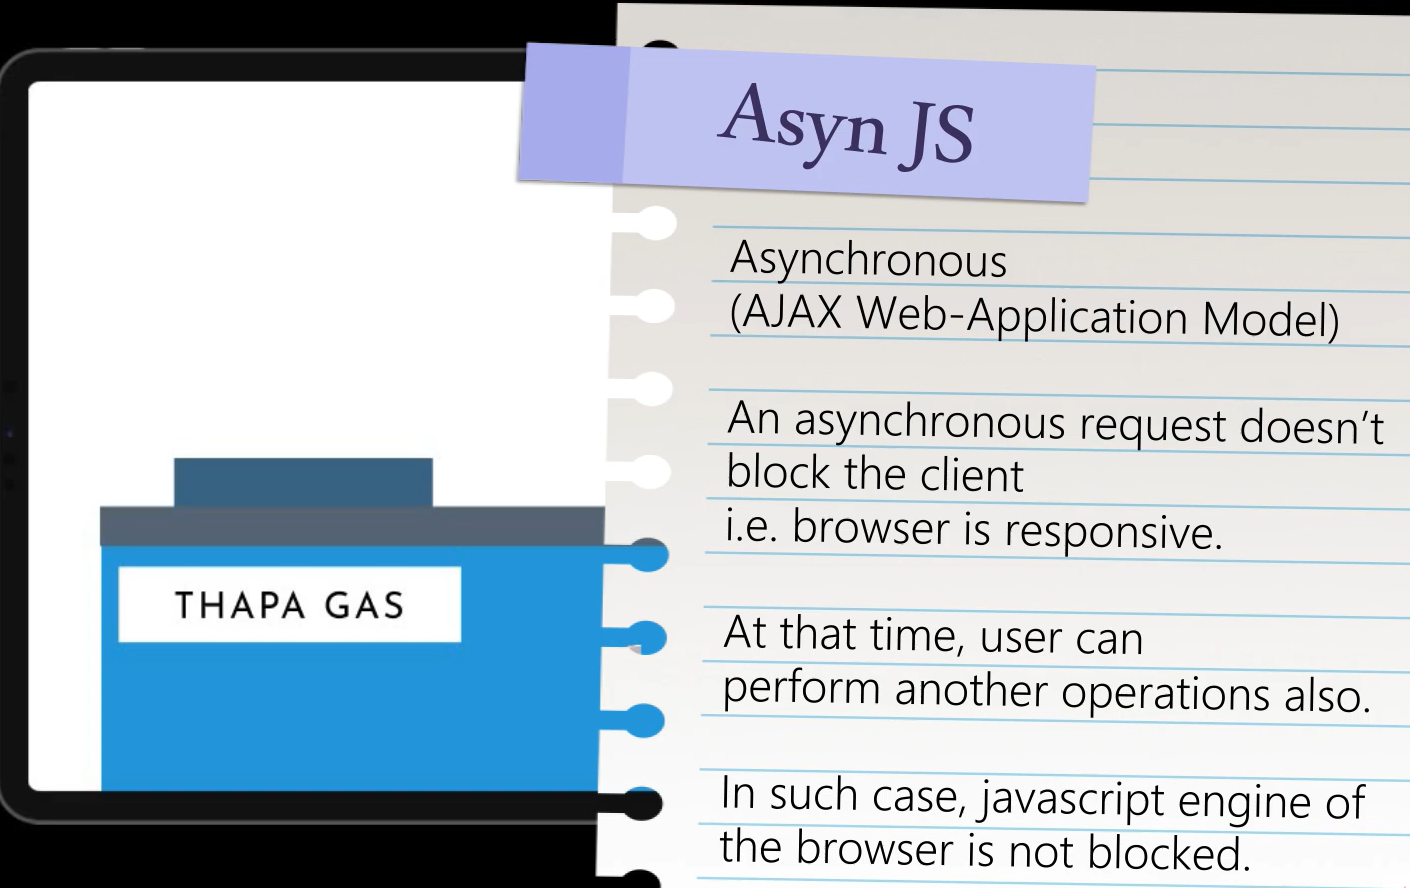 Asyn JS
Asynchronous
(AJAX Web-Application Model)
An asynchronous request doesn't
block the client
i.e. browser is responsive.
At that time, user can
perform another operations also.
In such case, javascript engine of
the browser is not blocked.
THAPA GAS